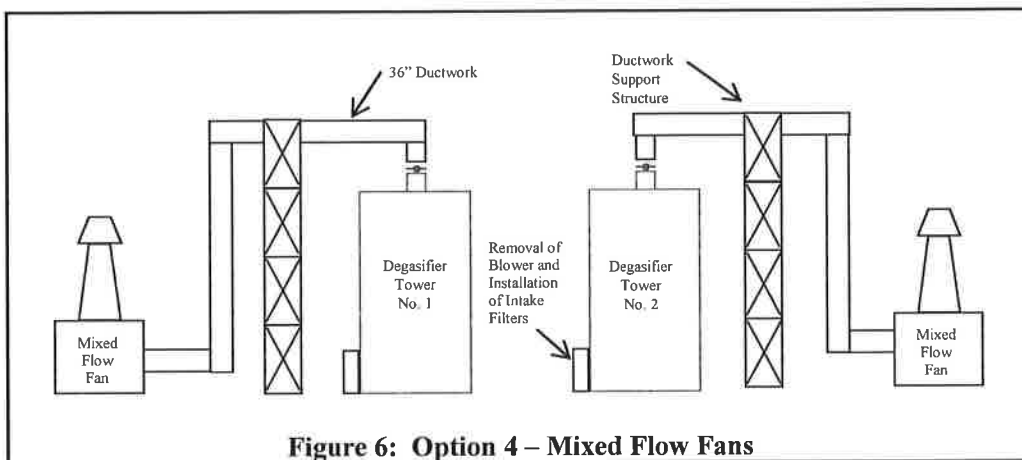 36” Ductwork
Ductwork
Support
Structure
Mixed
Flow
Fan
Degasifier
Tower
No. 1
Removal of
Blower and
Installation
of Intake
Filters
Degasifier
Tower
No. 2
Mixed
Flow
Fan
Figure 6: Option 4 – Mixed Flow Fans